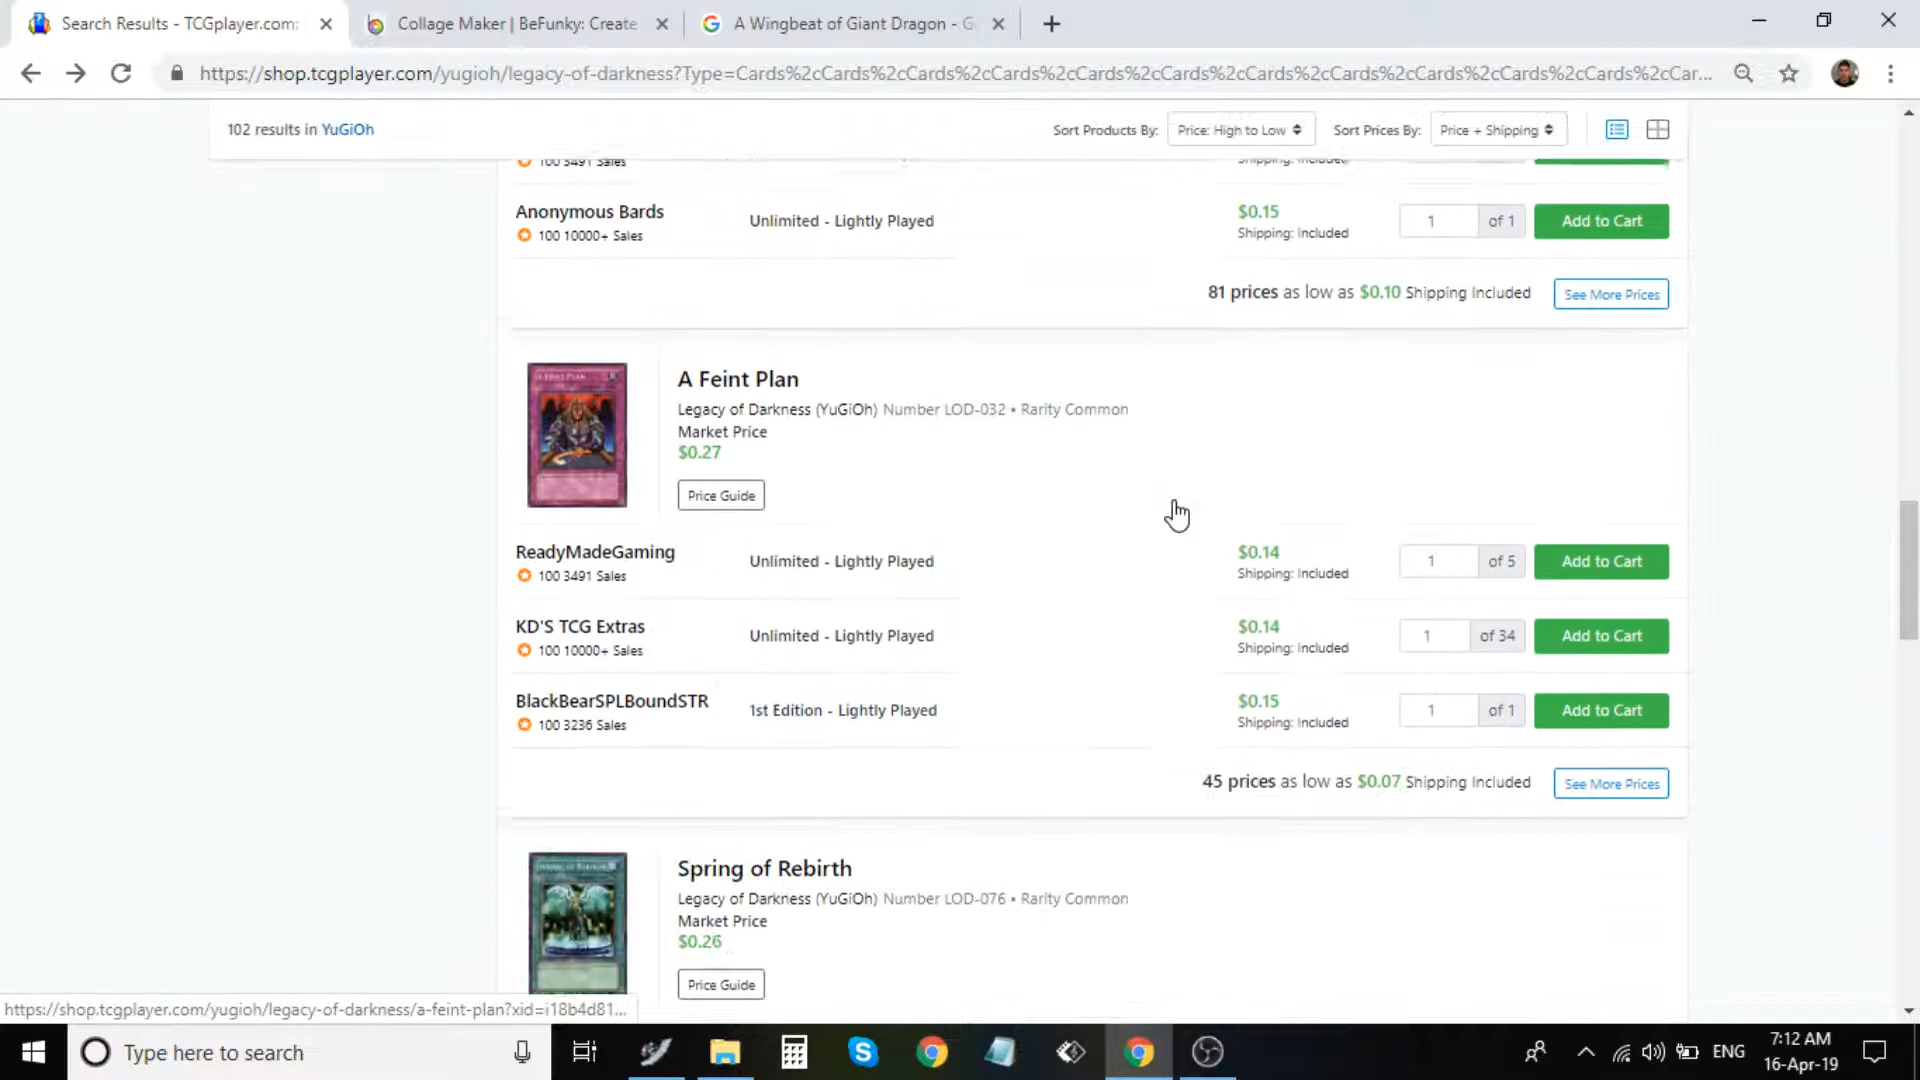 Search Results - TCGplayer.com:
Collage Maker | BeFunky: Create
A Wingbeat of Giant Dragon - G
https://shop.tcgplayer.com/yugioh/legacy-of-darkness?Type=Cards%2cCards%2cCards%2cCards%2cCards%2cCards%2cCards%2cCards%2cCards%2cCards%2cCards%2cCar...
102 results in YuGiOh
Sort Products By: Price: High to Low Sort Prices By: Price + Shipping
100 3491 Sales
Shipping: Included
Anonymous Bards
100 10000+ Sales
Unlimited - Lightly Played
$0.15
Shipping: Included
1 of 1
Add to Cart
81 prices as low as $0.10 Shipping Included
See More Prices
A FEINT PLAN
A Feint Plan
Legacy of Darkness (YuGiOh) Number LOD-032 • Rarity Common
Market Price
$0.27
Price Guide
ReadyMadeGaming
100 3491 Sales
Unlimited - Lightly Played
$0.14
Shipping: Included
1 of 5
Add to Cart
KD'S TCG Extras
100 10000+ Sales
Unlimited - Lightly Played
$0.14
Shipping: Included
1 of 34
Add to Cart
BlackBearSPLBoundSTR
100 3236 Sales
1st Edition - Lightly Played
$0.15
Shipping: Included
1 of 1
Add to Cart
45 prices as low as $0.07 Shipping Included
See More Prices
SPRING OF REBIRTH
Spring of Rebirth
Legacy of Darkness (YuGiOh) Number LOD-076 • Rarity Common
Market Price
$0.26
Price Guide
https://shop.tcgplayer.com/yugioh/legacy-of-darkness/a-feint-plan?xid=i18b4d81...
Type here to search
ENG
7:12 AM
16-Apr-19